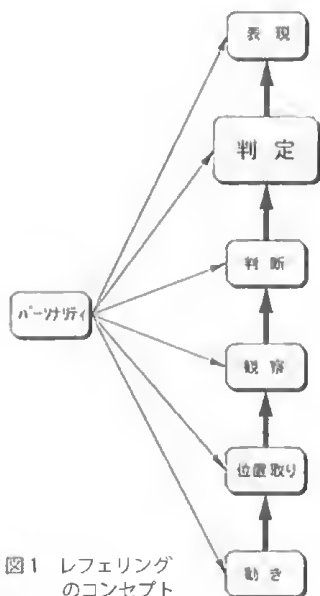 表現
判定
判断
パーソナリティ
観察
位置取り
動き
図1 レフェリング
のコンセプト